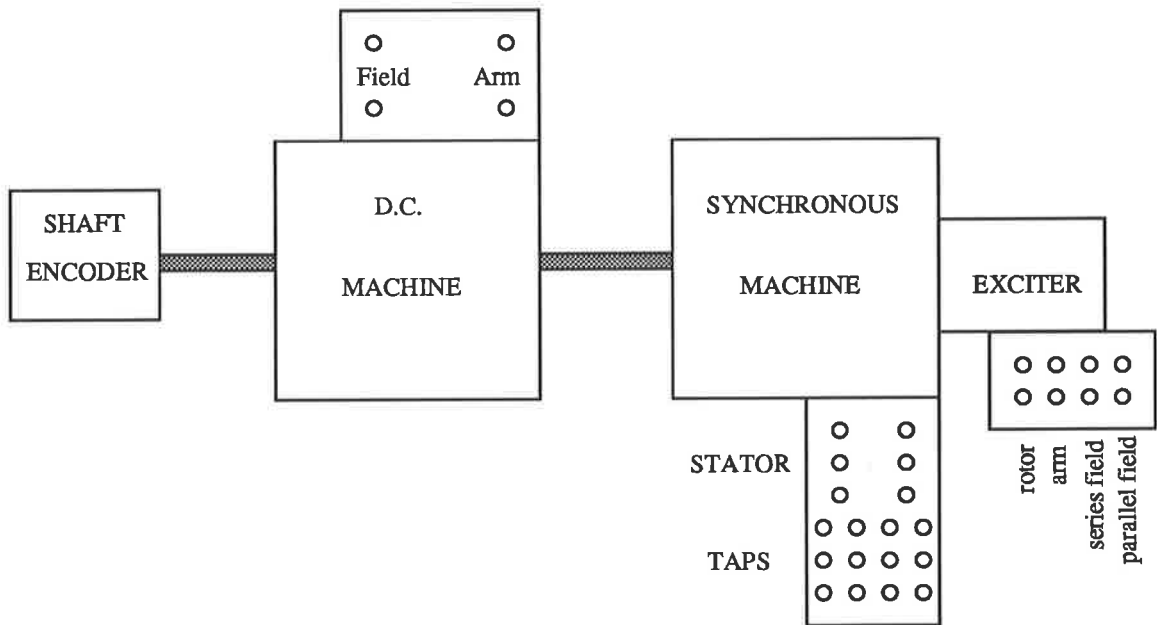 Field Arm
SHAFT
ENCODER
D.C.
MACHINE
SYNCHRONOUS
MACHINE
EXCITER
STATOR
TAPS
rotor
arm
series field
parallel field